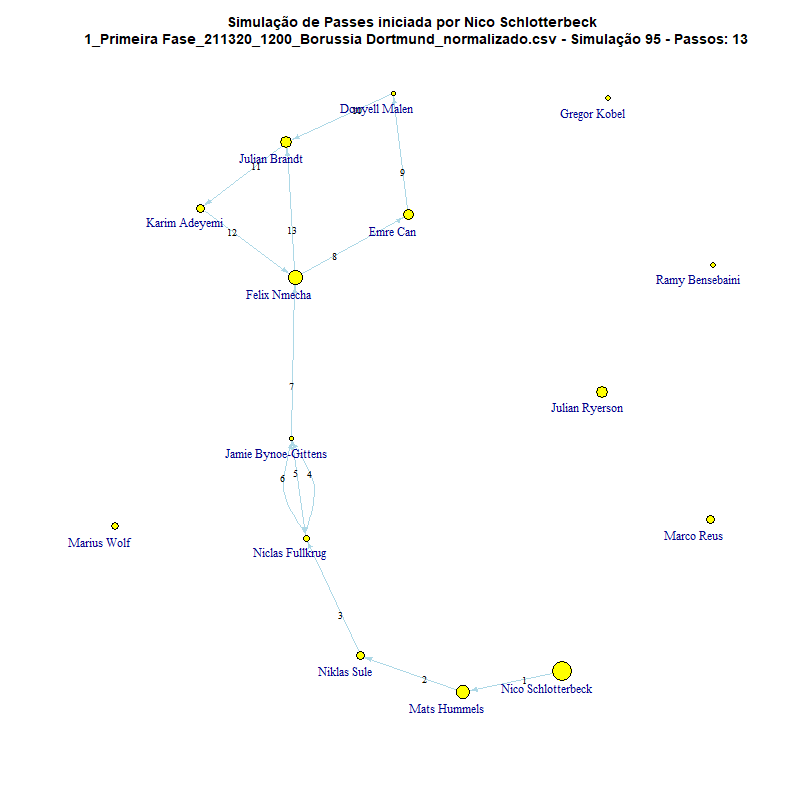 Simulação de Passes iniciada por Nico Schlotterbeck
1_Primeira Fase_211320_1200_Borussia Dortmund_normalizado.csv - Simulação 95 - Passos: 13
Donyell Malen
10
Gregor Kobel
Julian Brandt
11
9
Karim Adeyemi
12
13
Emre Can
8
Ramy Bensebaini
Felix Nmecha
7
Julian Ryerson
Jamie Bynoe-Gittens
6
5
4
Marius Wolf
Niclas Fullkrug
Marco Reus
3
Niklas Sule
2
1
Nico Schlotterbeck
Mats Hummels